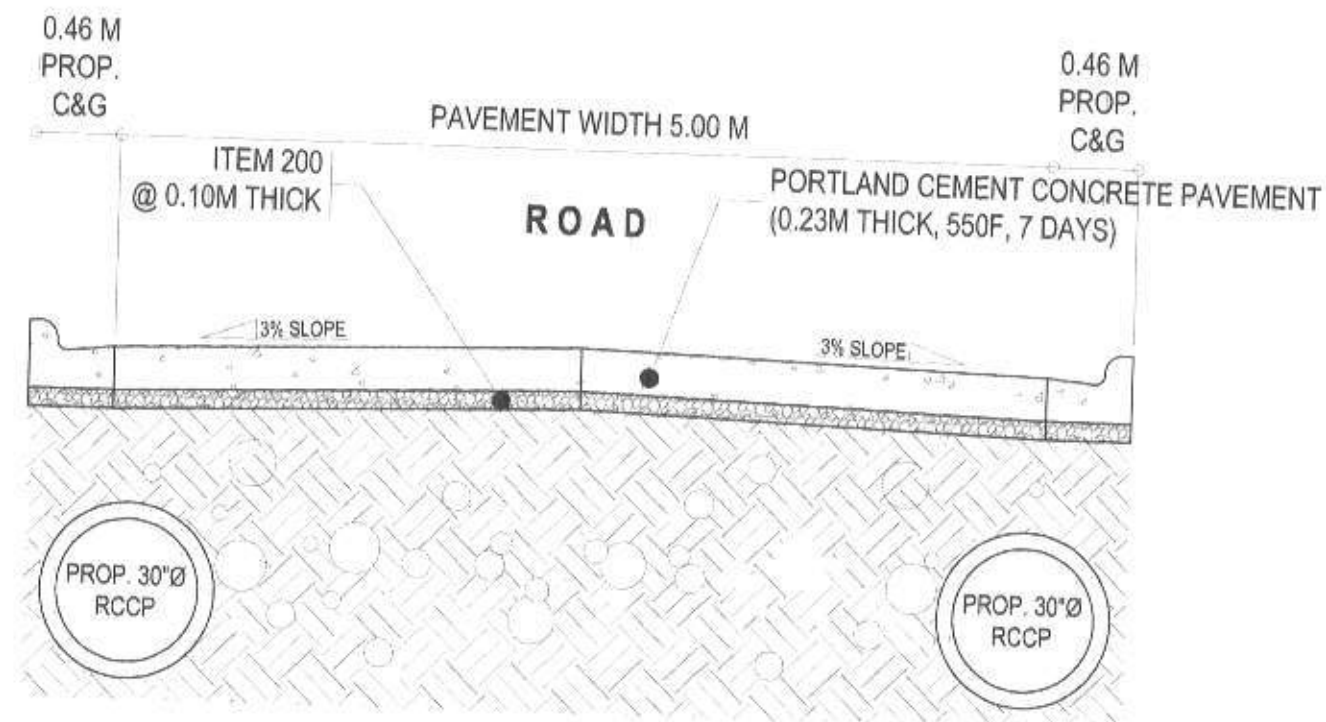 0.46 M
PROP.
C&G
PAVEMENT WIDTH 5.00 M
0.46 M
PROP.
C&G
ITEM 200
@ 0.10M THICK
ROAD
PORTLAND CEMENT CONCRETE PAVEMENT
(0.23M THICK, 550F, 7 DAYS)
3% SLOPE
3% SLOPE
PROP. 30"Ø
RCCP
PROP. 30"Ø
RCCP